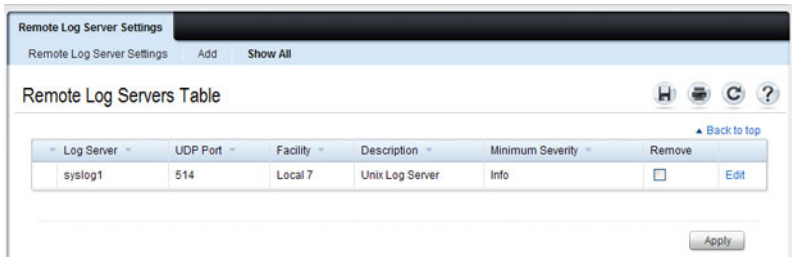 Remote Log Server Settings
Remote Log Server Settings Add Show All
Remote Log Servers Table
Back to top
Log Server UDP Port Facility Description Minimum Severity Remove
syslog1 514 Local 7 Unix Log Server Info Edit
Apply